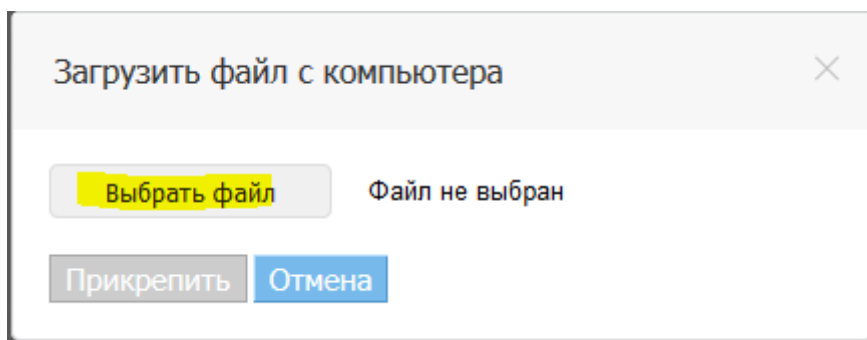 Загрузить файл с компьютера
Выбрать файл Файл не выбран
Прикрепить Отмена